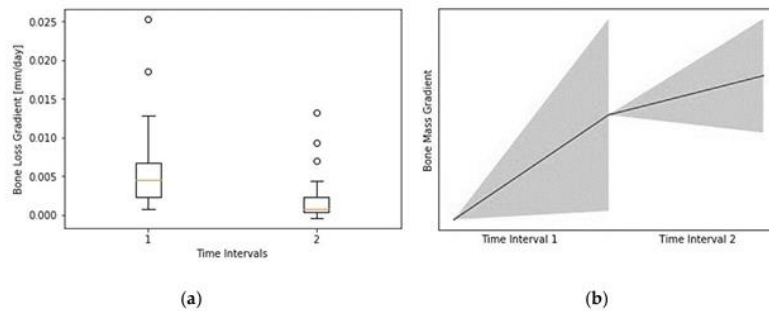 0.025
0.020
0.015
0.010
0.005
0.000
Bone Loss Gradient [mm/day]
1 2
Time Intervals
Bone Mass Gradient
Time Interval 1 Time Interval 2
(a) (b)